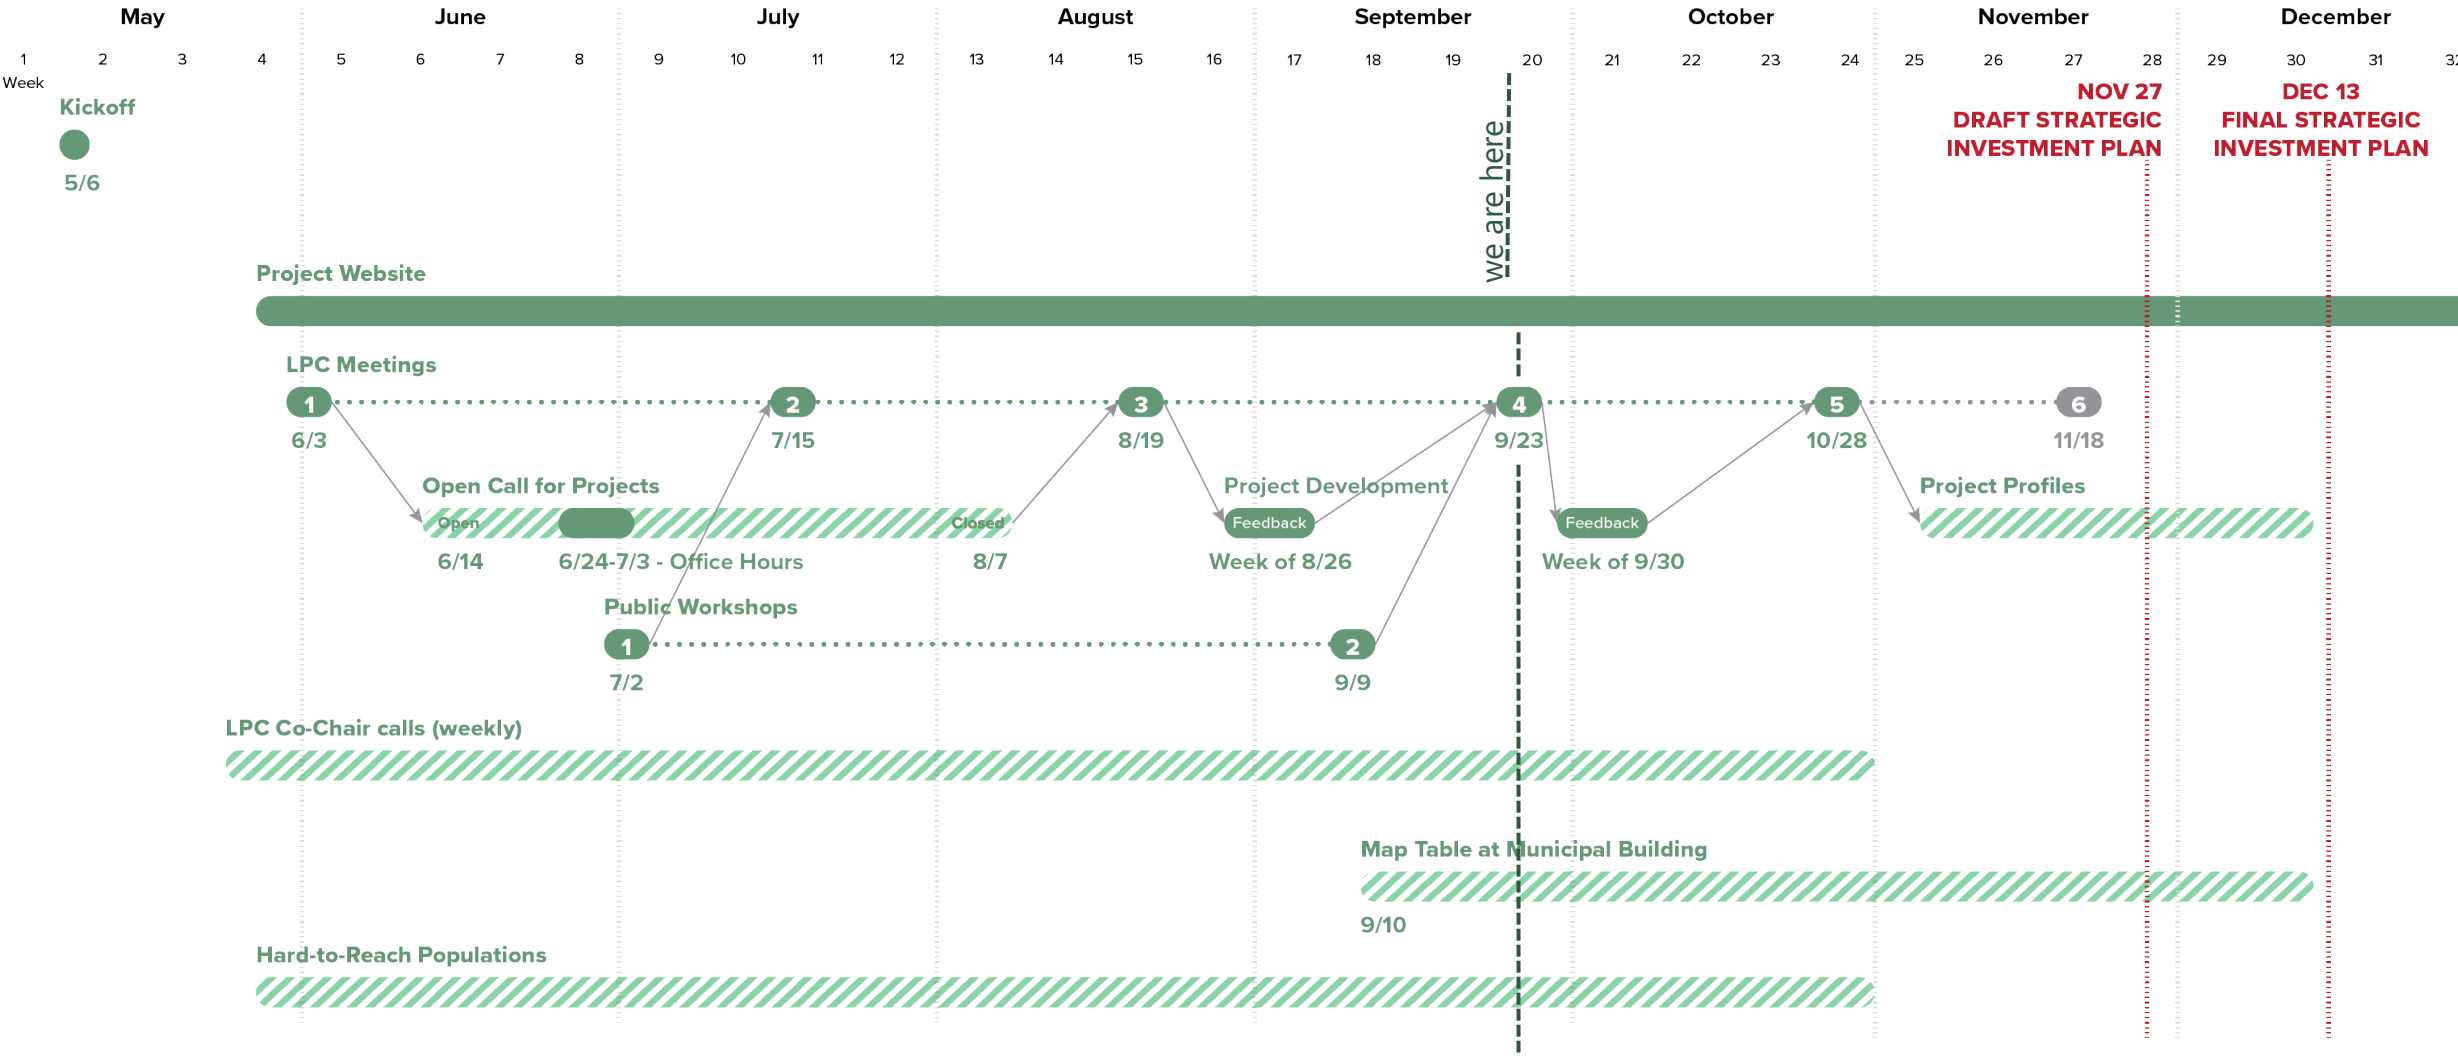 May June July August September October November December
1 2 3 4 5 6 7 8 9 10 11 12 13 14 15 16 17 18 19 20 21 22 23 24 25 26 27 28 29 30 31 32
Week
NOV 27
DRAFT STRATEGIC
INVESTMENT PLAN
DEC 13
FINAL STRATEGIC
INVESTMENT PLAN
Kickoff
5/6
we are here
Project Website
LPC Meetings
1 2 3 4 5 6
6/3 7/15 8/19 9/23 10/28 11/18
Open Call for Projects Project Development Project Profiles
Open Closed Feedback Feedback
6/14 6/24-7/3 - Office Hours 8/7 Week of 8/26 Week of 9/30
Public Workshops
1 2
7/2 9/9
LPC Co-Chair calls (weekly)
Map Table at Municipal Building
9/10
Hard-to-Reach Populations